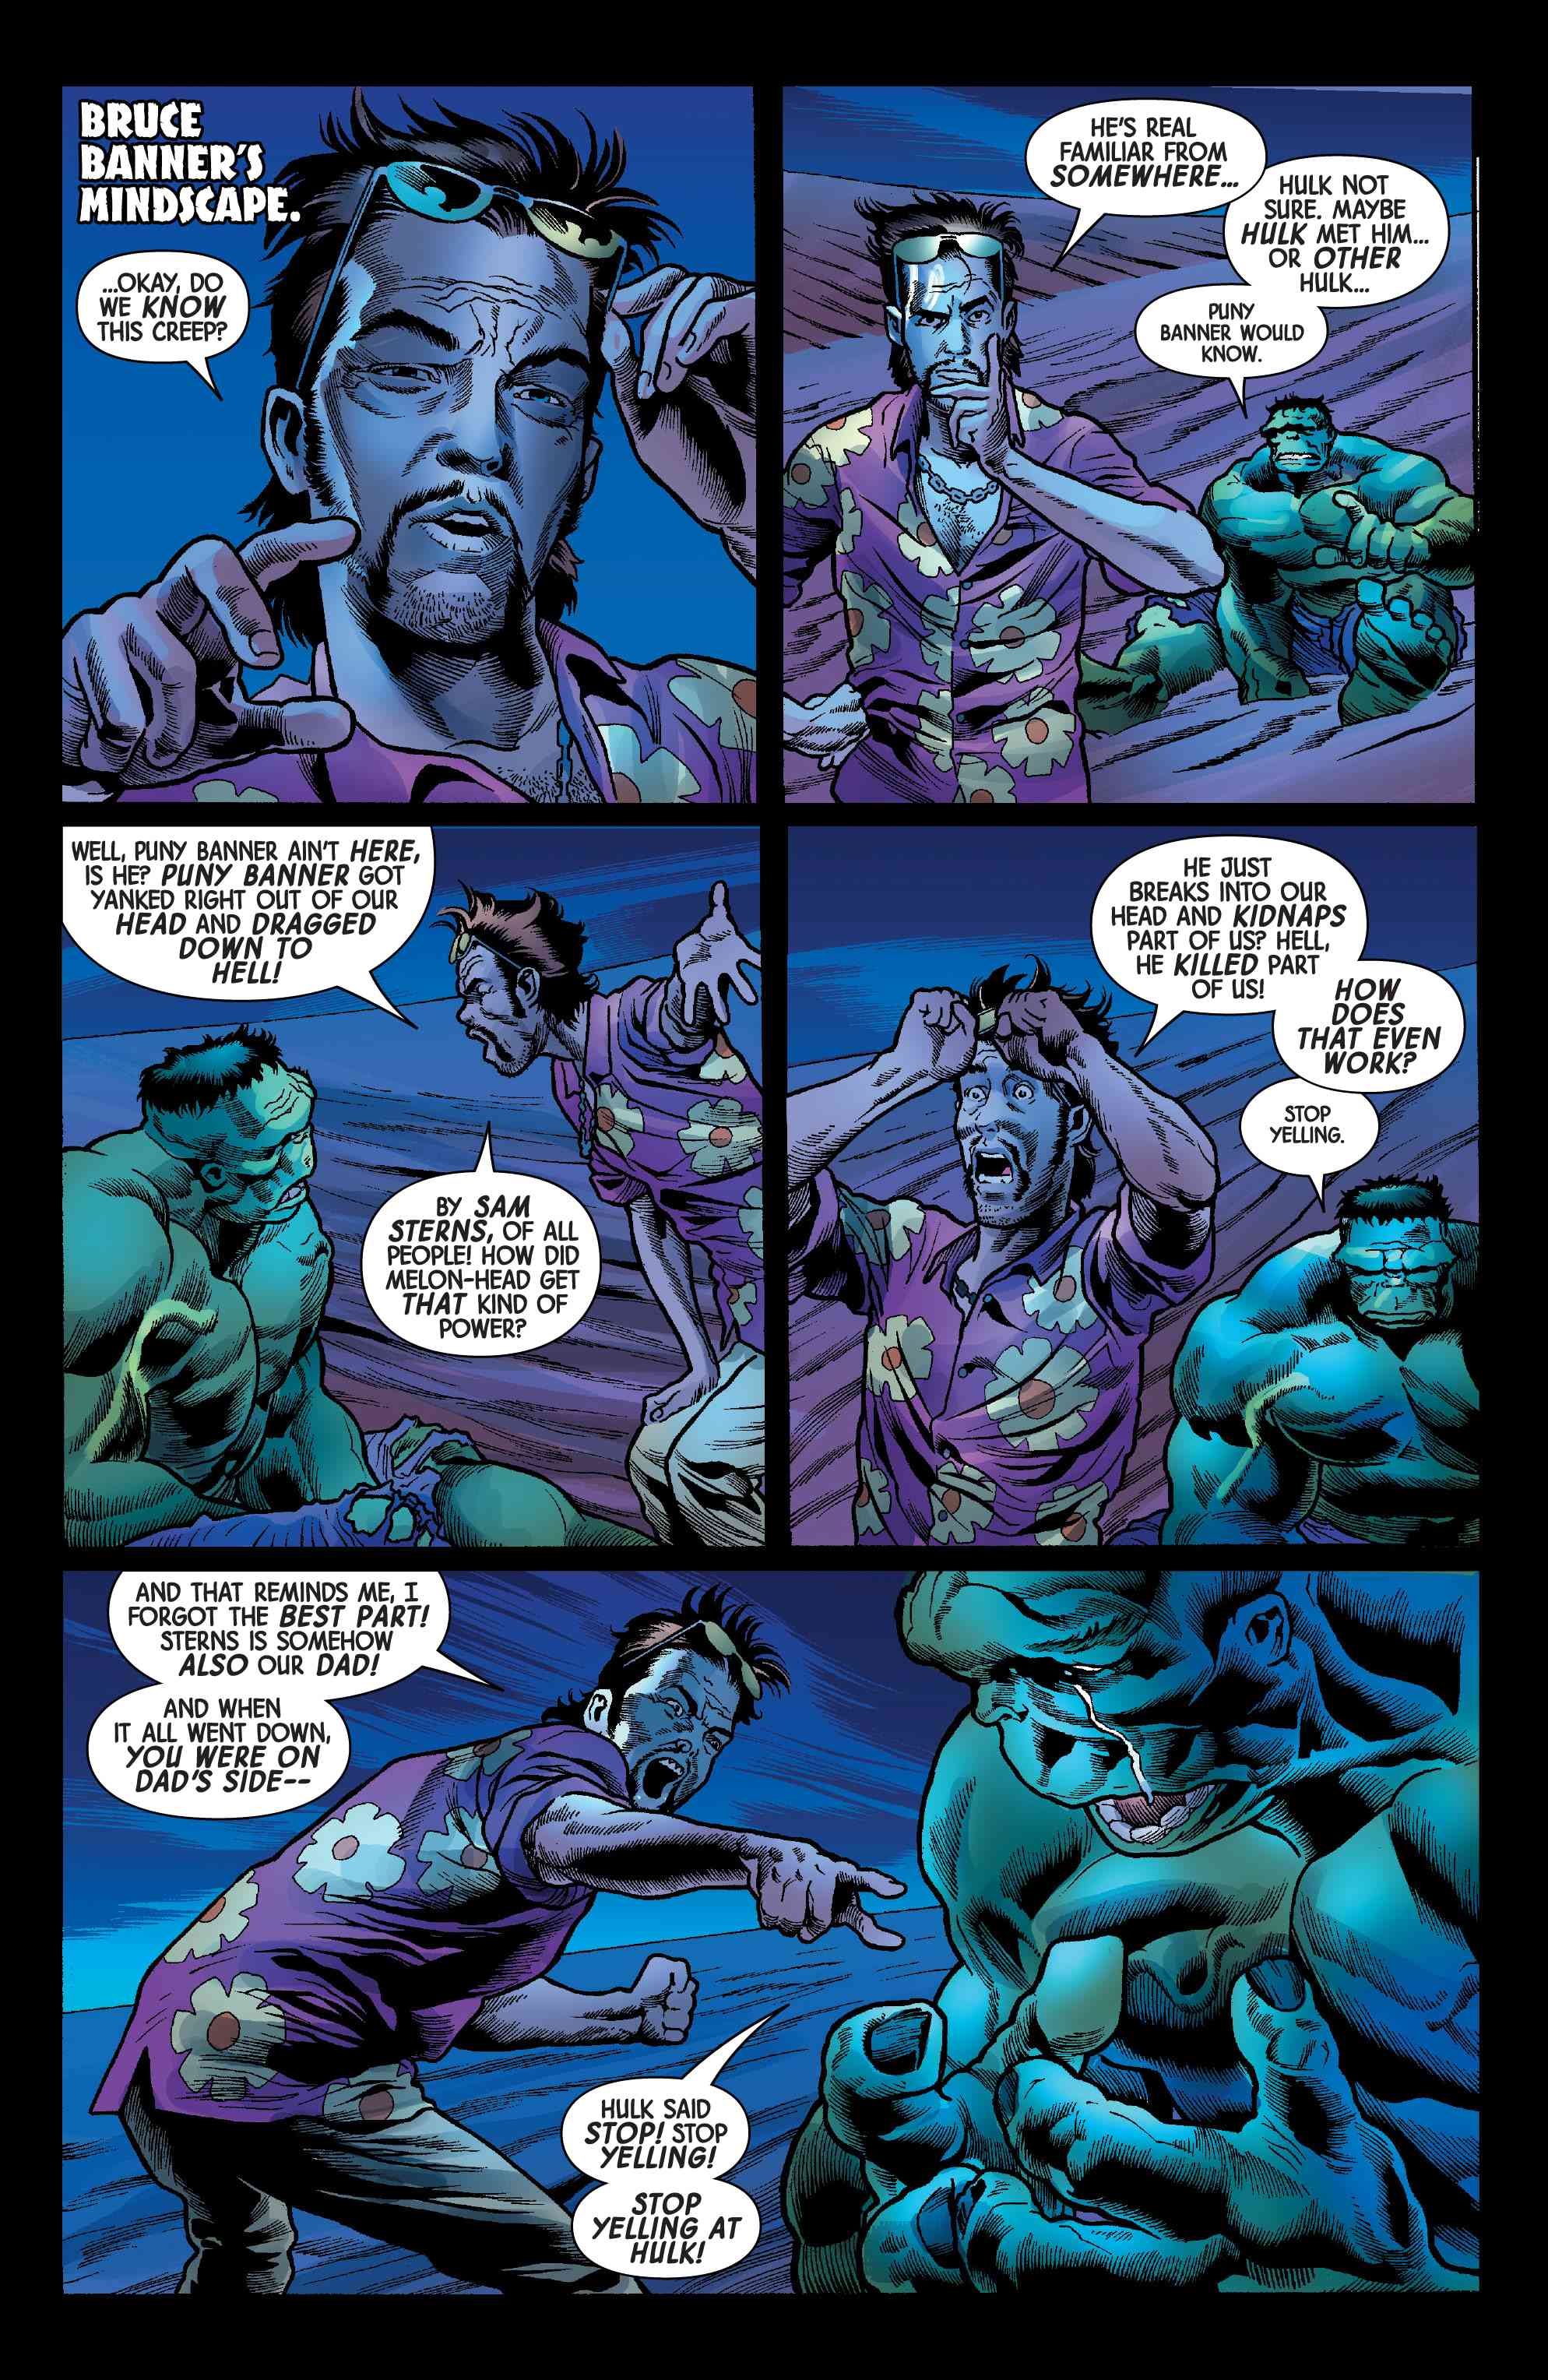 BRUCE
BANNER'S
MINDSCAPE.
...OKAY, DO
WE KNOW
THIS CREEP?
HE'S REAL
FAMILIAR FROM
SOMEWHERE...
HULK NOT
SURE. MAYBE
HULK MET HIM...
OR OTHER
HULK...
PUNY
BANNER WOULD
KNOW.
WELL, PUNY BANNER AIN'T HERE,
IS HE? PUNY BANNER GOT
YANKED RIGHT OUT OF OUR
HEAD AND DRAGGED
DOWN TO
HELL!
BY SAM
STERNS, OF ALL
PEOPLE! HOW DID
MELON-HEAD GET
THAT KIND OF
POWER?
HE JUST
BREAKS INTO OUR
HEAD AND KIDNAPS
PART OF US? HELL,
HE KILLED PART
OF US!
HOW
DOES
THAT EVEN
WORK?
STOP
YELLING.
AND THAT REMINDS ME, I
FORGOT THE BEST PART!
STERNS IS SOMEHOW
ALSO OUR DAD!
AND WHEN
IT ALL WENT DOWN,
YOU WERE ON
DAD'S SIDE--
HULK SAID
STOP! STOP
YELLING!
STOP
YELLING AT
HULK!